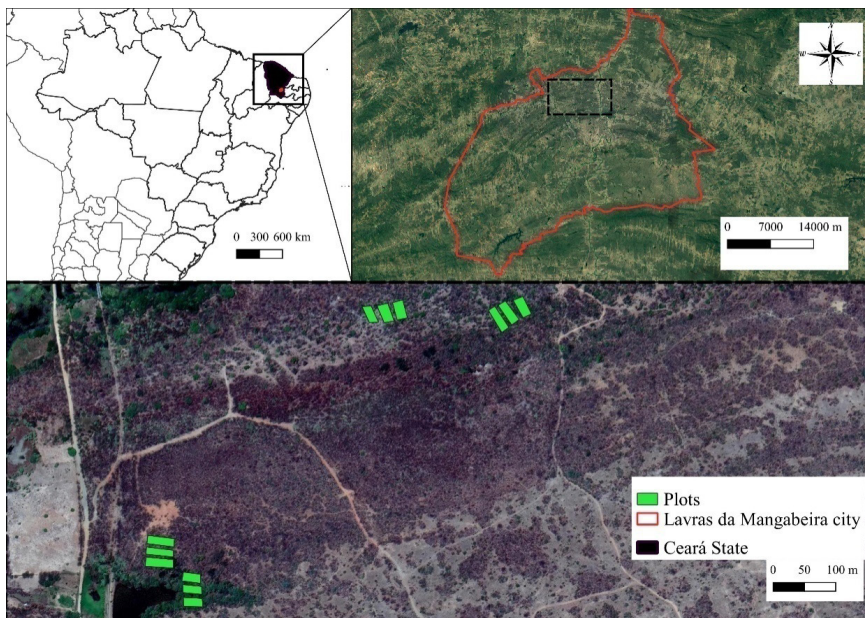 N
W
E
S
0 300 600 km
0 7000 14000 m
Plots
Lavras da Mangabeira city
Ceará State
0 50 100 m